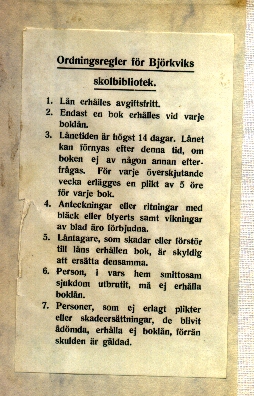 Ordningsregler för Björkviks
skolbibliotek.
1. Lån erhålles avgiftsfritt.
2. Endast en bok erhålles vid varje
boklån.
3. Lånetiden är högst 14 dagar. Lånet
kan förnyas efter denna tid, om
boken ej av någon annan efter-
frågas. För varje överskjutande
vecka erlägges en plikt av 5 öre
för varje bok.
4. Anteckningar eller ritningar med
bläck eller blyerts samt vikningar
av blad äro förbjudna.
5. Låntagare, som skadar eller förstör
till låns erhållen bok, är skyldig
att ersätta densamma.
6. Person, i vars hem smittosam
sjukdom utbrutit, må ej erhålla
boklån.
7. Personer, som ej erlagt plikter
eller skadeersättningar, de blivit
ådömda, erhålla ej boklån, förrän
skulden är guldad.